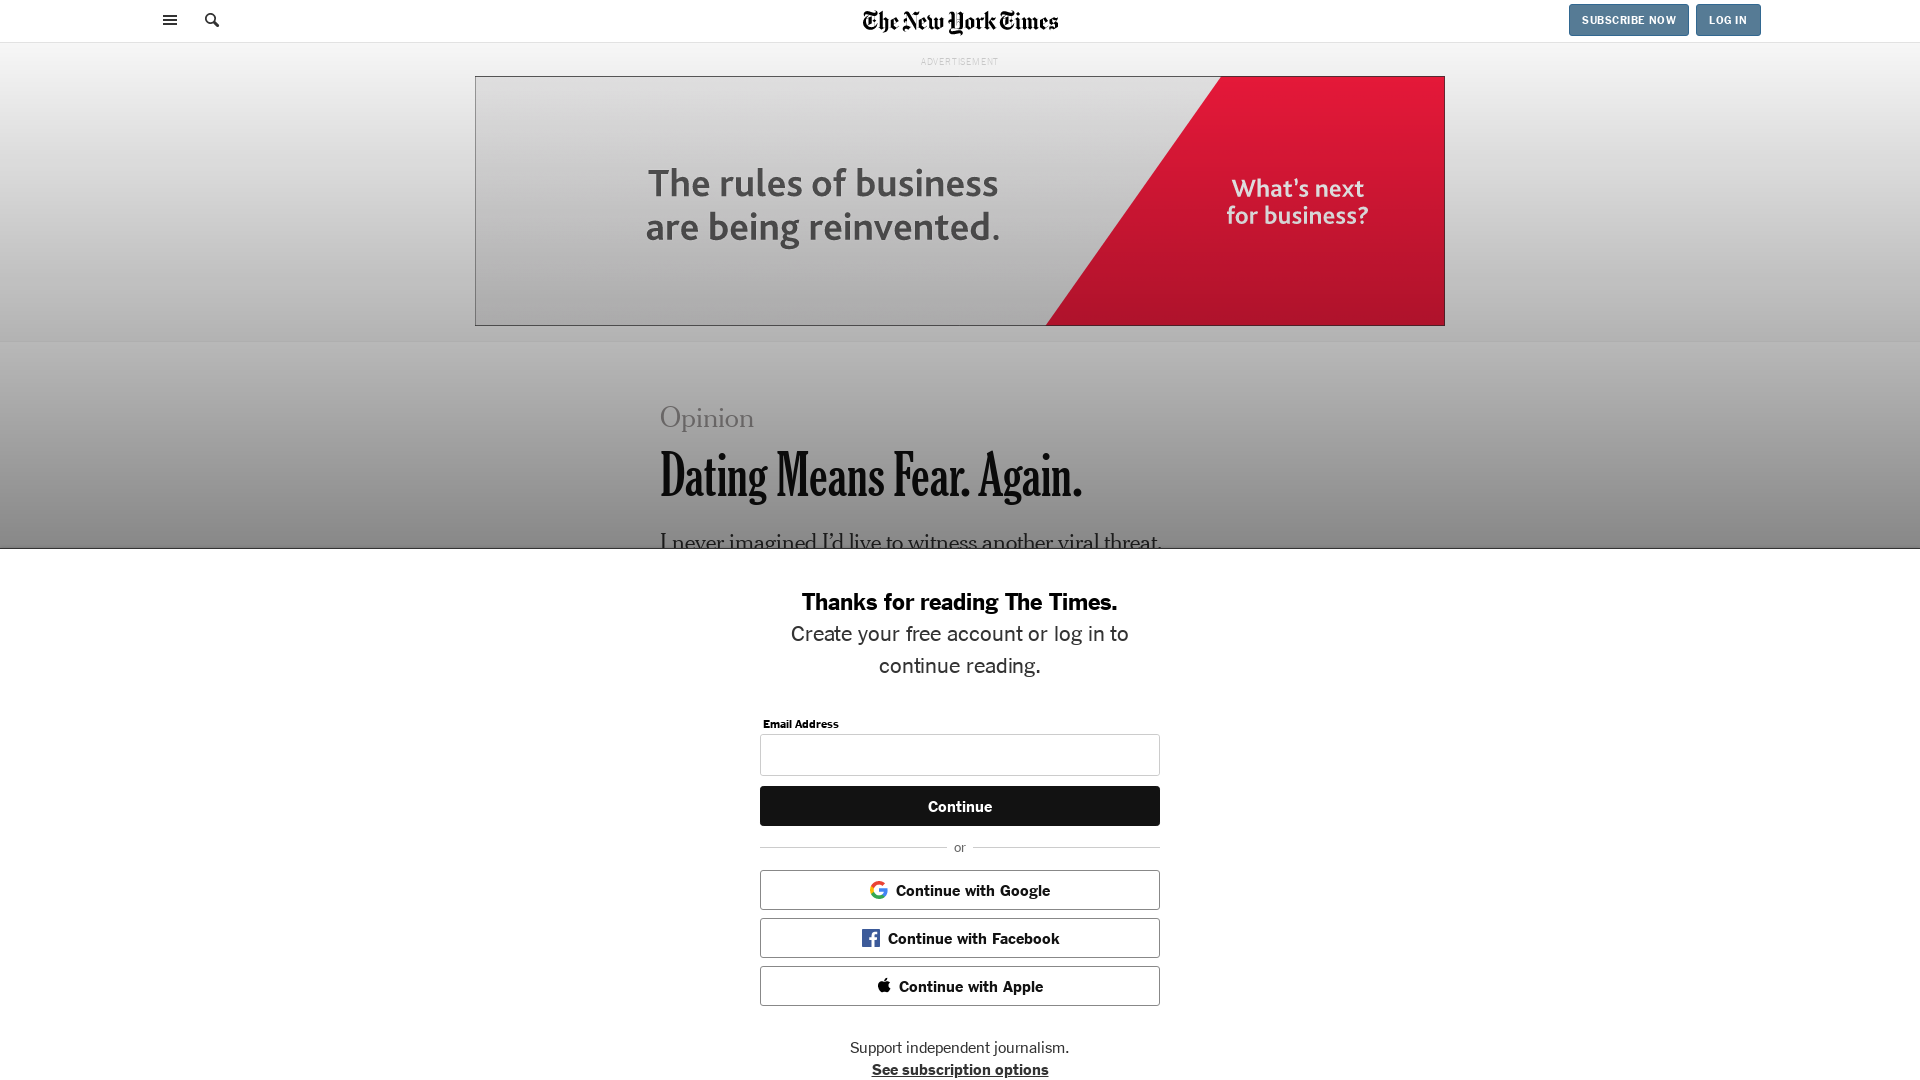 The New York Times
SUBSCRIBE NOW
LOG IN
ADVERTISEMENT
The rules of business
are being reinvented.
What's next
for business?
Opinion
Dating Means Fear. Again.
I never imagined I'd live to witness another viral threat.
Thanks for reading The Times.
Create your free account or log in to
continue reading.
Email Address
Continue
or
Continue with Google
Continue with Facebook
Continue with Apple
Support independent journalism.
See subscription options